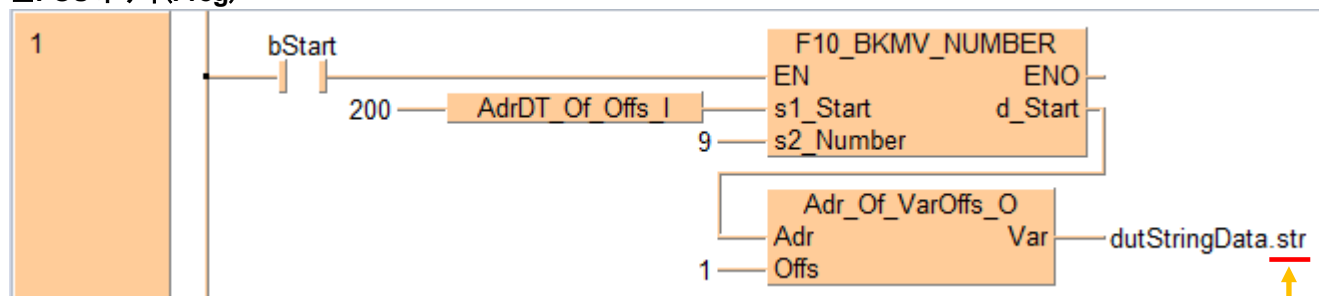 1
bStart
F10_BKMV_NUMBER
EN ENO
200 AdrDT_Of_Offs_I s1_Start d_Start
9 s2_Number
Adr_Of_VarOffs_O
Adr Var dutStringData.str
1 Offs